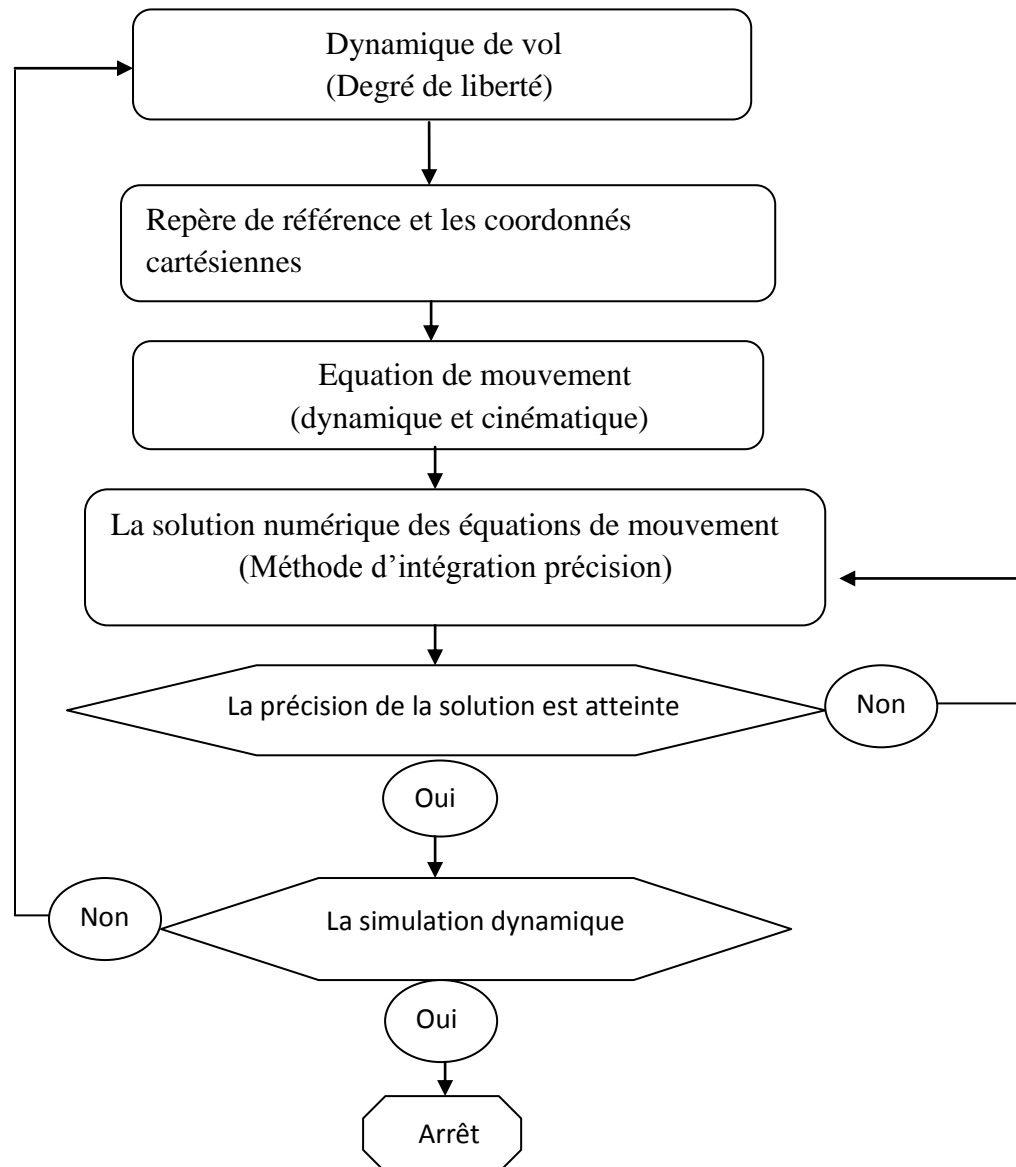 Dynamique de vol
(Degré de liberté)
Repère de référence et les coordonnés
cartésiennes
Equation de mouvement
(dynamique et cinématique)
La solution numérique des équations de mouvement
(Méthode d’intégration précision)
La précision de la solution est atteinte
Non
Oui
Non
La simulation dynamique
Oui
Arrêt